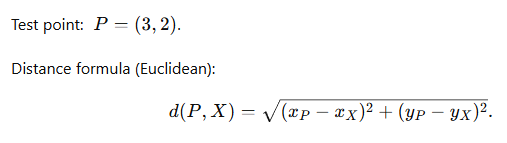 Test point: P = (3, 2).
Distance formula (Euclidean):
d(P, X) = √(x_P − x_X)² + (y_P − y_X)².